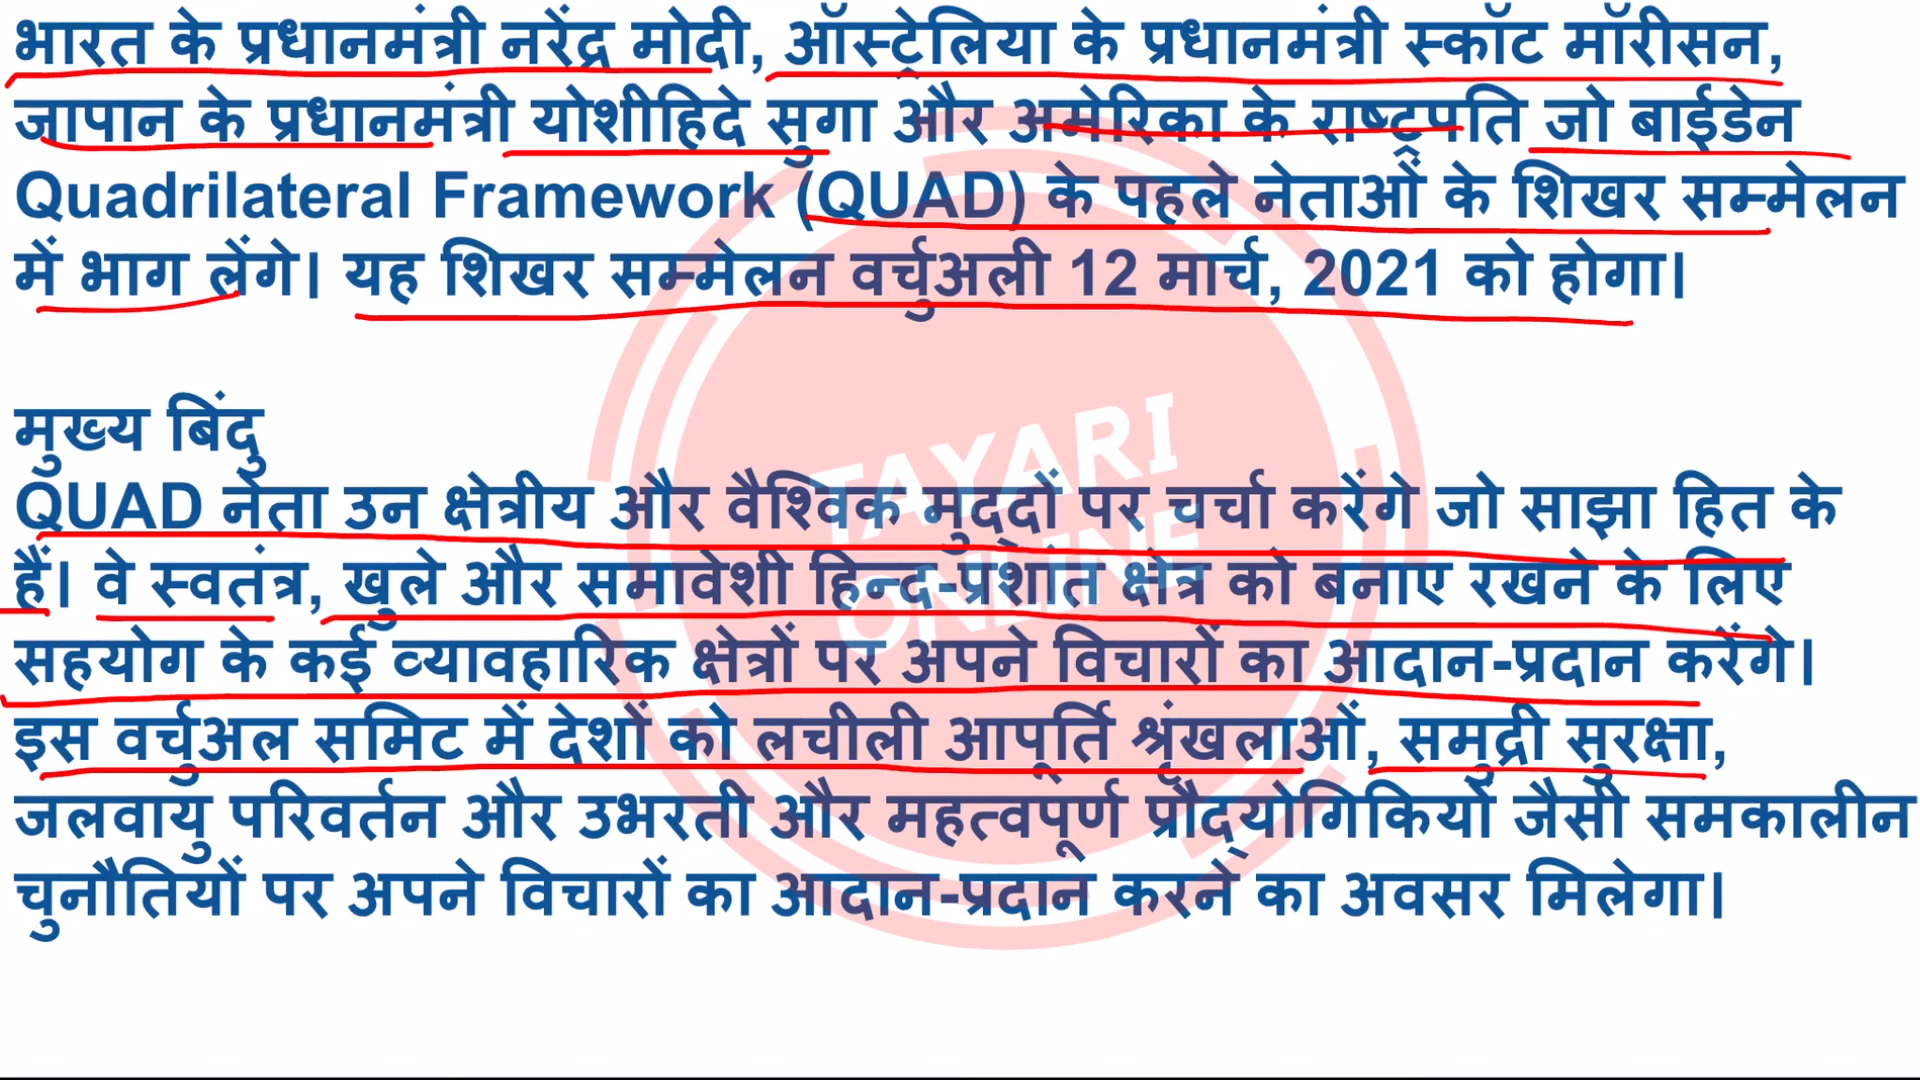 भारत के प्रधानमंत्री नरेंद्र मोदी, ऑस्ट्रेलिया के प्रधानमंत्री स्कॉट मॉरीसन,
जापान के प्रधानमंत्री योशीहिदे सुगा और अमेरिका के राष्ट्रपति जो बाईडेन
Quadrilateral Framework (QUAD) के पहले नेताओं के शिखर सम्मेलन
में भाग लेंगे। यह शिखर सम्मेलन वर्चुअली 12 मार्च, 2021 को होगा।
मुख्य बिंदु
QUAD नेता उन क्षेत्रीय और वैश्विक मुद्दों पर चर्चा करेंगे जो साझा हित के
हैं। वे स्वतंत्र, खुले और समावेशी हिन्द-प्रशांत क्षेत्र को बनाए रखने के लिए
सहयोग के कई व्यावहारिक क्षेत्रों पर अपने विचारों का आदान-प्रदान करेंगे।
इस वर्चुअल समिट में देशों को लचीली आपूर्ति श्रृंखलाओं, समुद्री सुरक्षा,
जलवायु परिवर्तन और उभरती और महत्वपूर्ण प्रौद्योगिकियों जैसी समकालीन
चुनौतियों पर अपने विचारों का आदान-प्रदान करने का अवसर मिलेगा।
TAYARI
ONLINE